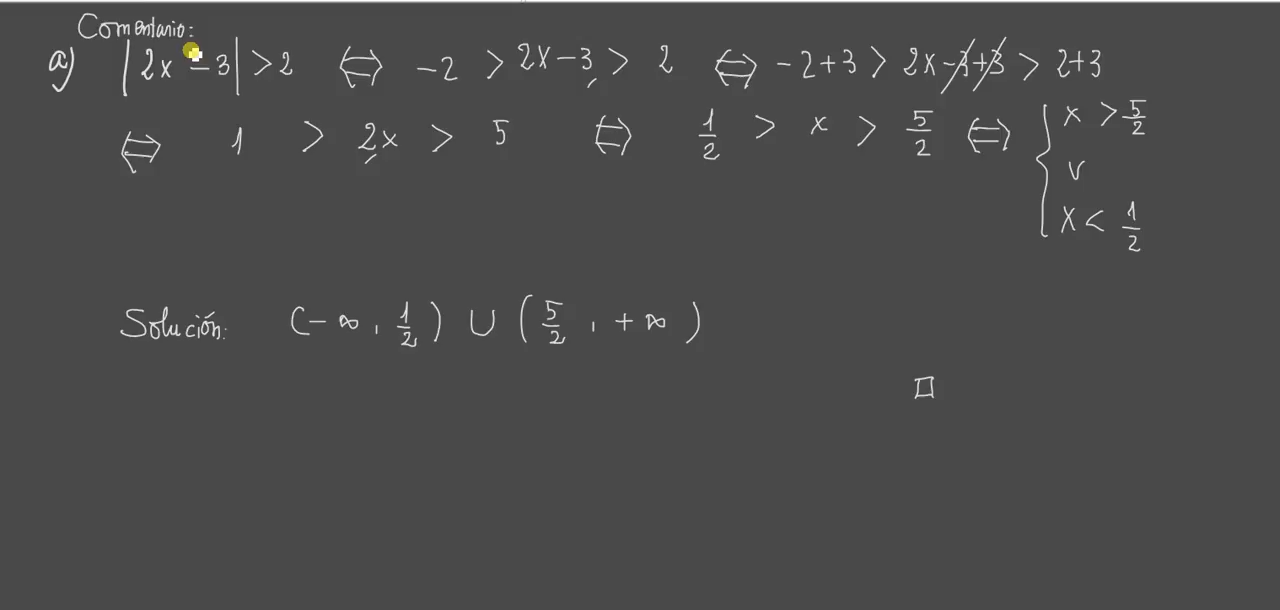 Comentario:
a) |2x - 3| > 2 ⟺ -2 > 2x-3 > 2 ⟺ -2+3 > 2x-3+3 > 2+3
⟺ 1 > 2x > 5 ⟺ 1/2 > x > 5/2 ⟺ { x > 5/2
v
x < 1/2
Solución: (-∞, 1/2) ∪ (5/2, +∞)
□